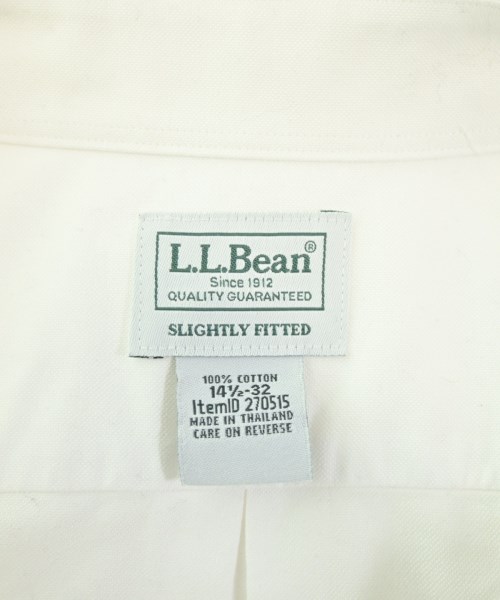 L.L.Bean®
Since 1912
QUALITY GUARANTEED
SLIGHTLY FITTED
100% COTTON
14½-32
ItemID 270515
MADE IN THAILAND
CARE ON REVERSE